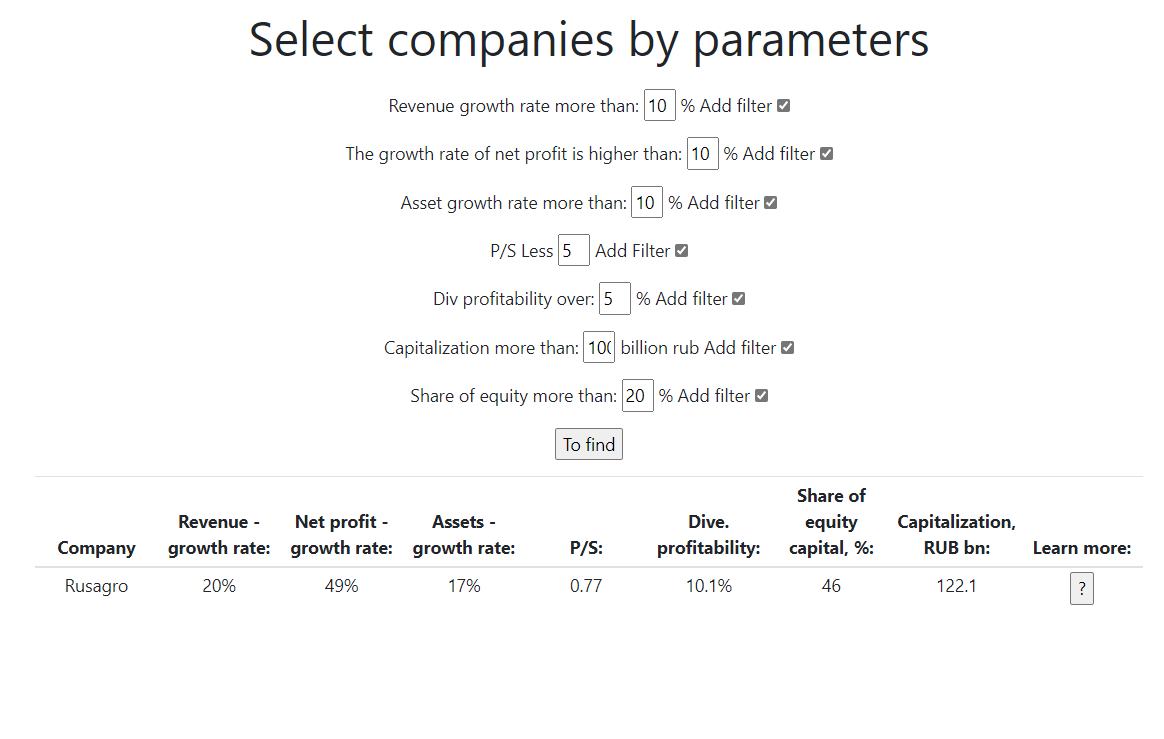 Select companies by parameters
Revenue growth rate more than: 10 % Add filter
The growth rate of net profit is higher than: 10 % Add filter
Asset growth rate more than: 10 % Add filter
P/S Less 5 Add Filter
Div profitability over: 5 % Add filter
Capitalization more than: 100 billion rub Add filter
Share of equity more than: 20 % Add filter
To find
Company Revenue - growth rate: Net profit - growth rate: Assets - growth rate: P/S: Dive. profitability: Share of equity capital, %: Capitalization, RUB bn: Learn more:
Rusagro 20% 49% 17% 0.77 10.1% 46 122.1 ?